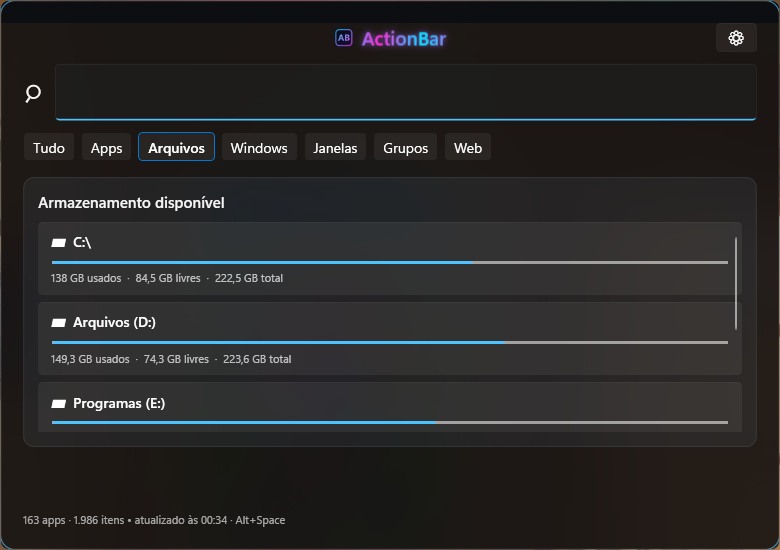 AB ActionBar
Tudo Apps Arquivos Windows Janelas Grupos Web
Armazenamento disponível
C:\
138 GB usados · 84,5 GB livres · 222,5 GB total
Arquivos (D:)
149,3 GB usados · 74,3 GB livres · 223,6 GB total
Programas (E:)
163 apps · 1.986 itens • atualizado às 00:34 · Alt+Space